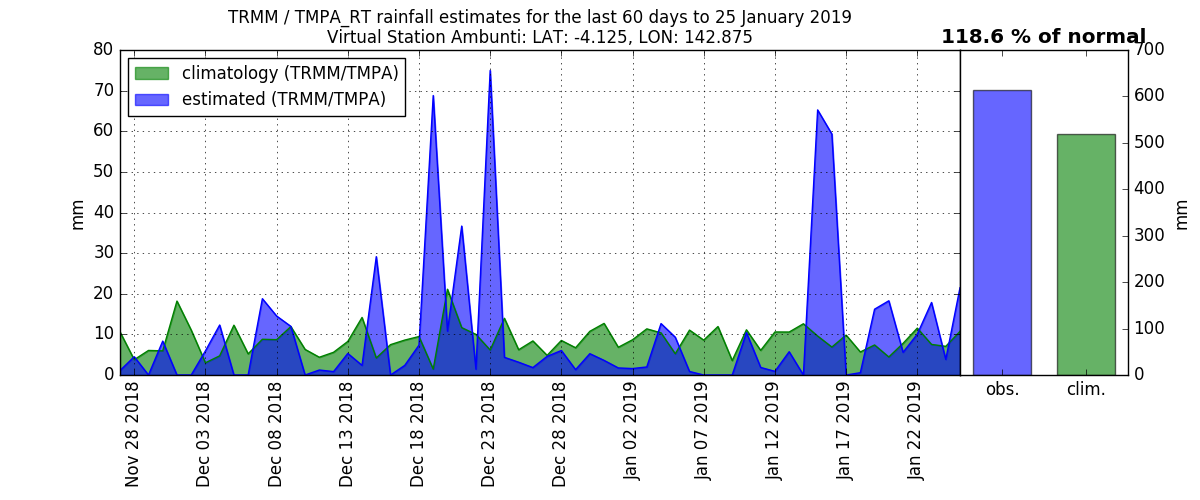 TRMM / TMPA_RT rainfall estimates for the last 60 days to 25 January 2019
Virtual Station Ambunti: LAT: -4.125, LON: 142.875
118.6 % of normal
climatology (TRMM/TMPA)
estimated (TRMM/TMPA)
80
70
60
50
40
30
20
10
0
mm
Nov 28 2018
Dec 03 2018
Dec 08 2018
Dec 13 2018
Dec 18 2018
Dec 23 2018
Dec 28 2018
Jan 02 2019
Jan 07 2019
Jan 12 2019
Jan 17 2019
Jan 22 2019
obs.
clim.
700
600
500
400
300
200
100
0
mm